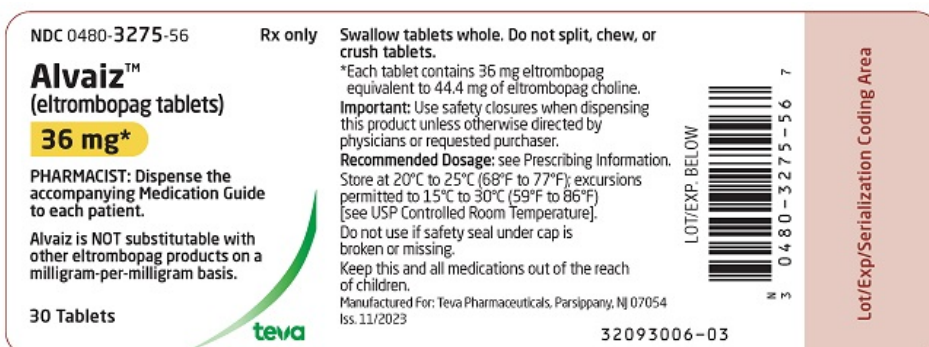 NDC 0480-3275-56 Rx only
Alvaiz™
(eltrombopag tablets)
36 mg*
PHARMACIST: Dispense the
accompanying Medication Guide
to each patient.
Alvaiz is NOT substitutable with
other eltrombopag products on a
milligram-per-milligram basis.
30 Tablets
teva
Swallow tablets whole. Do not split, chew, or
crush tablets.
*Each tablet contains 36 mg eltrombopag
equivalent to 44.4 mg of eltrombopag choline.
Important: Use safety closures when dispensing
this product unless otherwise directed by
physicians or requested purchaser.
Recommended Dosage: see Prescribing Information.
Store at 20°C to 25°C (68°F to 77°F); excursions
permitted to 15°C to 30°C (59°F to 86°F)
[see USP Controlled Room Temperature].
Do not use if safety seal under cap is
broken or missing.
Keep this and all medications out of the reach
of children.
Manufactured For: Teva Pharmaceuticals, Parsippany, NJ 07054
Iss. 11/2023
32093006-03
LOT/EXP. BELOW
N 3 0480-3275-56 7
Lot/Exp/Serialization Coding Area